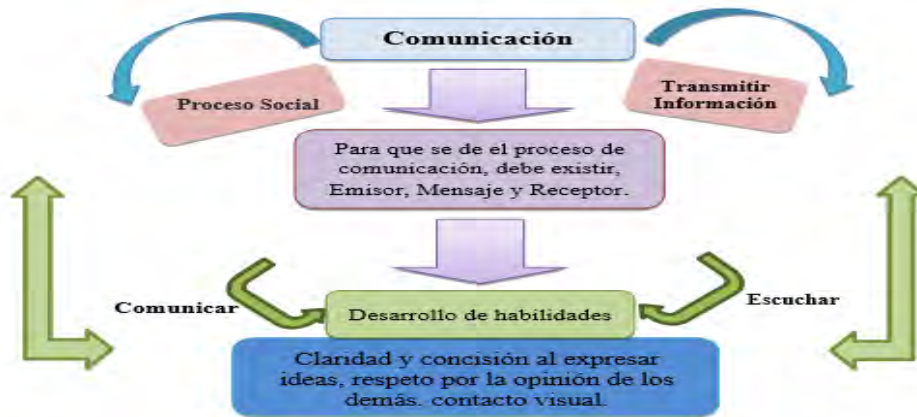 Comunicación
Proceso Social
Transmitir
Información
Para que se de el proceso de
comunicación, debe existir,
Emisor, Mensaje y Receptor.
Comunicar
Escuchar
Desarrollo de habilidades
Claridad y concisión al expresar
ideas, respeto por la opinión de los
demás. contacto visual.